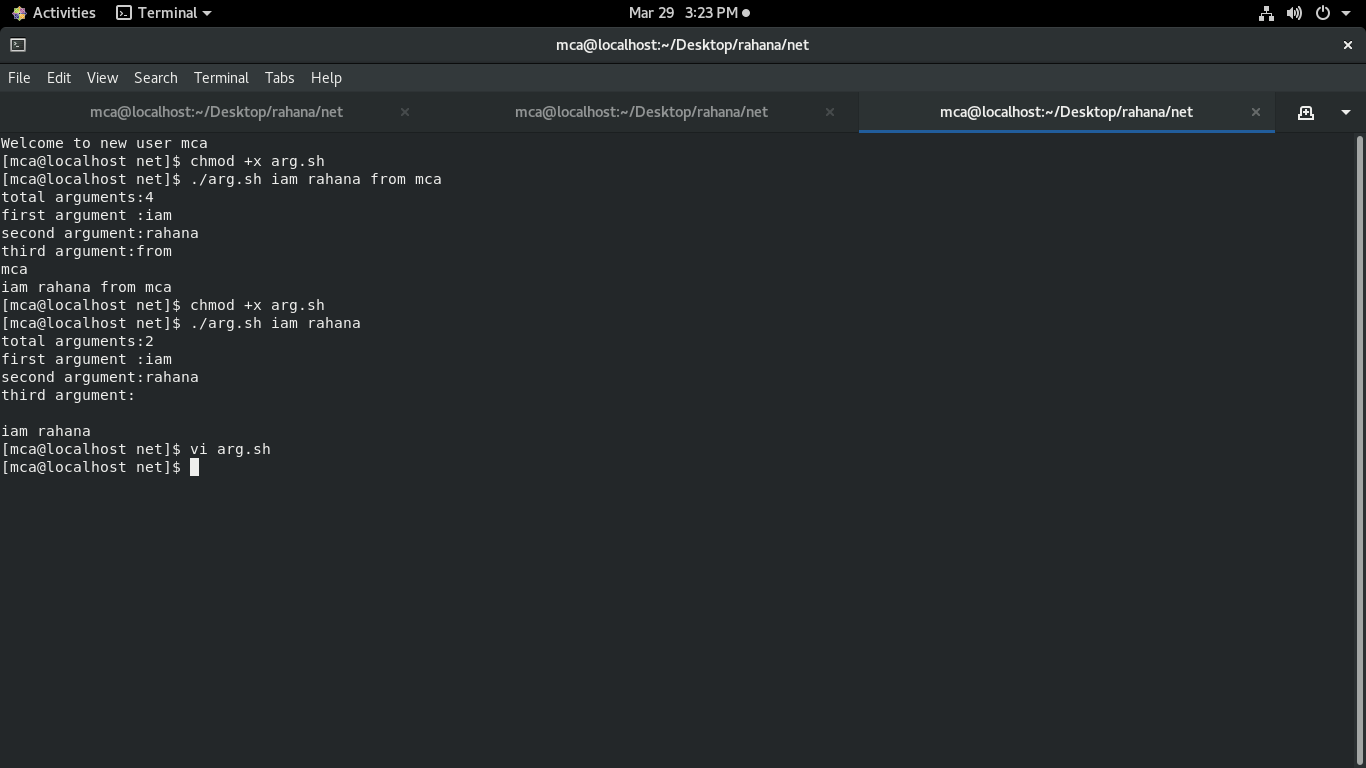 Activities Terminal Mar 29 3:23 PM
mca@localhost:~/Desktop/rahana/net
File Edit View Search Terminal Tabs Help
mca@localhost:~/Desktop/rahana/net mca@localhost:~/Desktop/rahana/net mca@localhost:~/Desktop/rahana/net
Welcome to new user mca
[mca@localhost net]$ chmod +x arg.sh
[mca@localhost net]$ ./arg.sh iam rahana from mca
total arguments:4
first argument :iam
second argument:rahana
third argument:from
mca
iam rahana from mca
[mca@localhost net]$ chmod +x arg.sh
[mca@localhost net]$ ./arg.sh iam rahana
total arguments:2
first argument :iam
second argument:rahana
third argument:
iam rahana
[mca@localhost net]$ vi arg.sh
[mca@localhost net]$